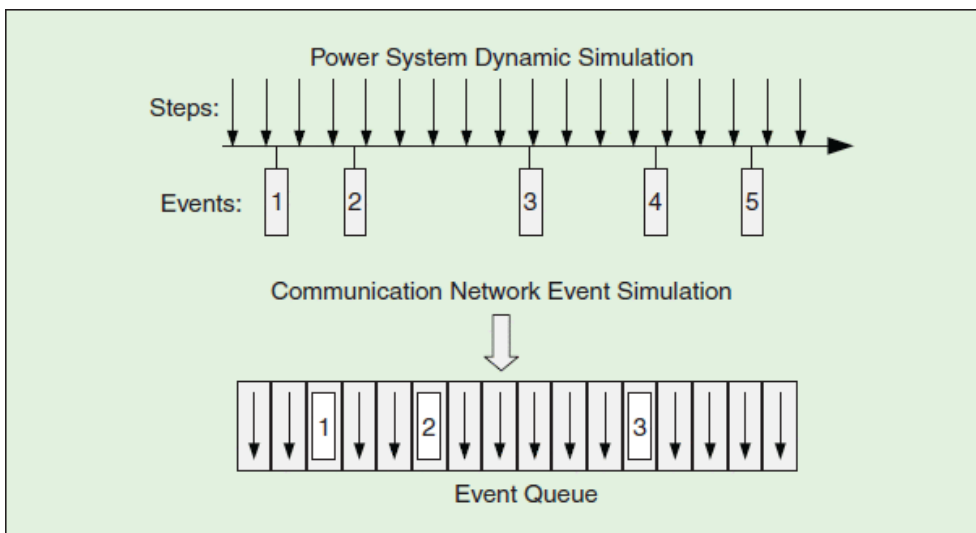 Power System Dynamic Simulation
Steps:
Events:
1
2
3
4
5
Communication Network Event Simulation
1
2
3
Event Queue